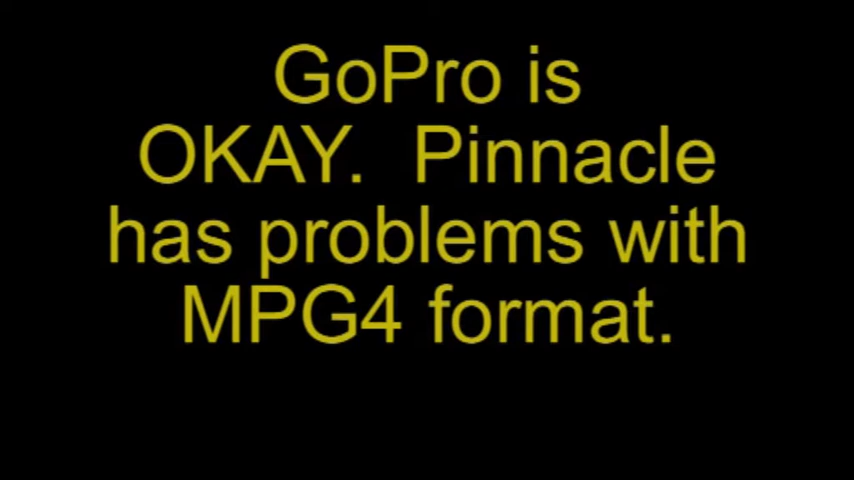 GoPro is
OKAY.  Pinnacle
has problems with
MPG4 format.